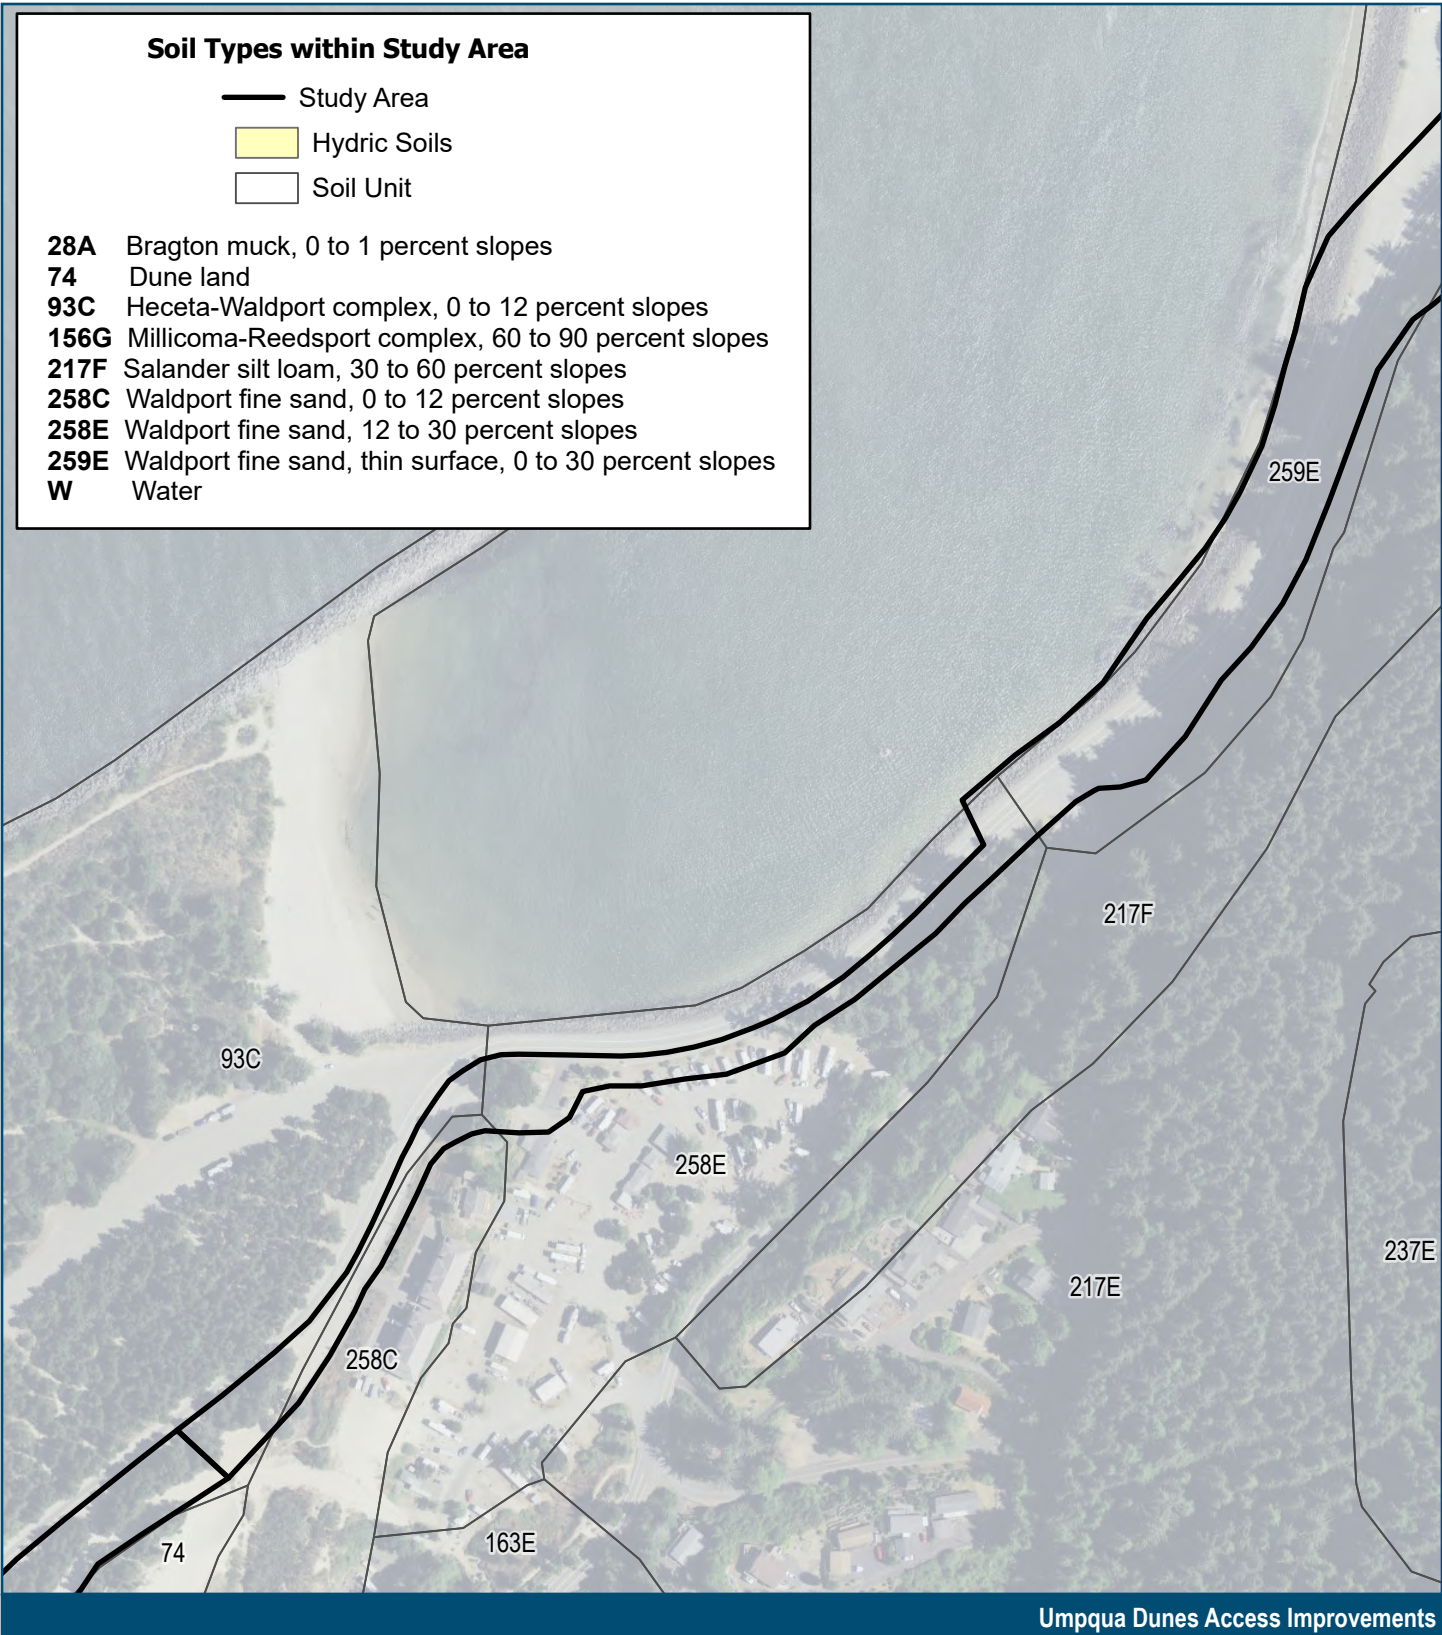 Soil Types within Study Area
Study Area
Hydric Soils
Soil Unit
28A Bragton muck, 0 to 1 percent slopes
74 Dune land
93C Heceta-Waldport complex, 0 to 12 percent slopes
156G Millicoma-Reedsport complex, 60 to 90 percent slopes
217F Salander silt loam, 30 to 60 percent slopes
258C Waldport fine sand, 0 to 12 percent slopes
258E Waldport fine sand, 12 to 30 percent slopes
259E Waldport fine sand, thin surface, 0 to 30 percent slopes
W Water
259E
217F
93C
258E
237E
217E
258C
163E
74
Umpqua Dunes Access Improvements